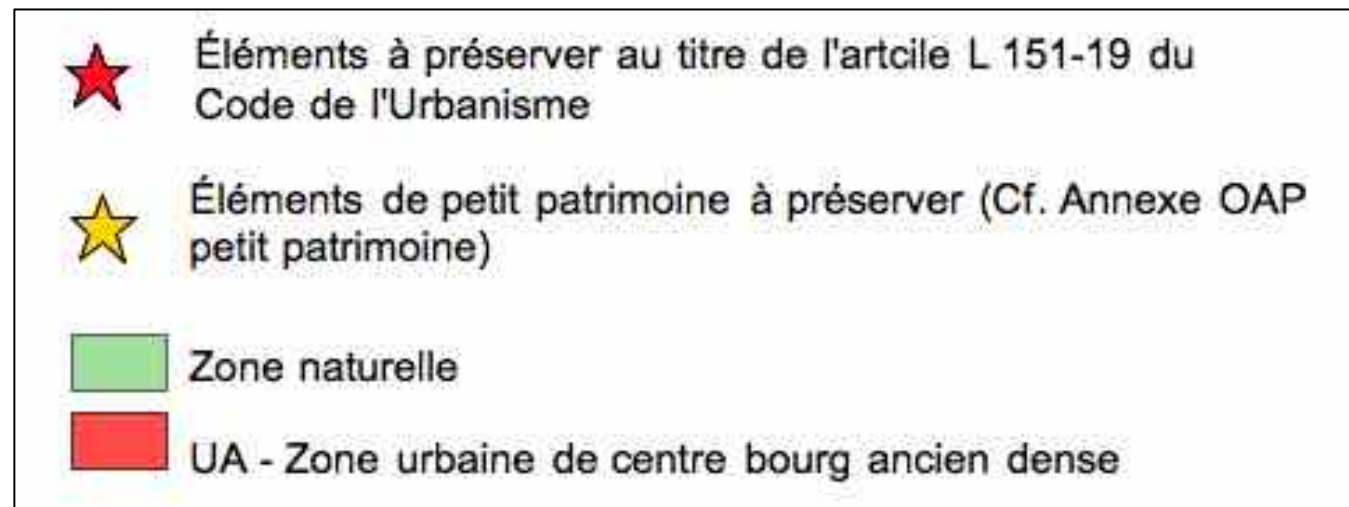 Éléments à préserver au titre de l'artcile L 151-19 du
Code de l'Urbanisme
Éléments de petit patrimoine à préserver (Cf. Annexe OAP
petit patrimoine)
Zone naturelle
UA - Zone urbaine de centre bourg ancien dense